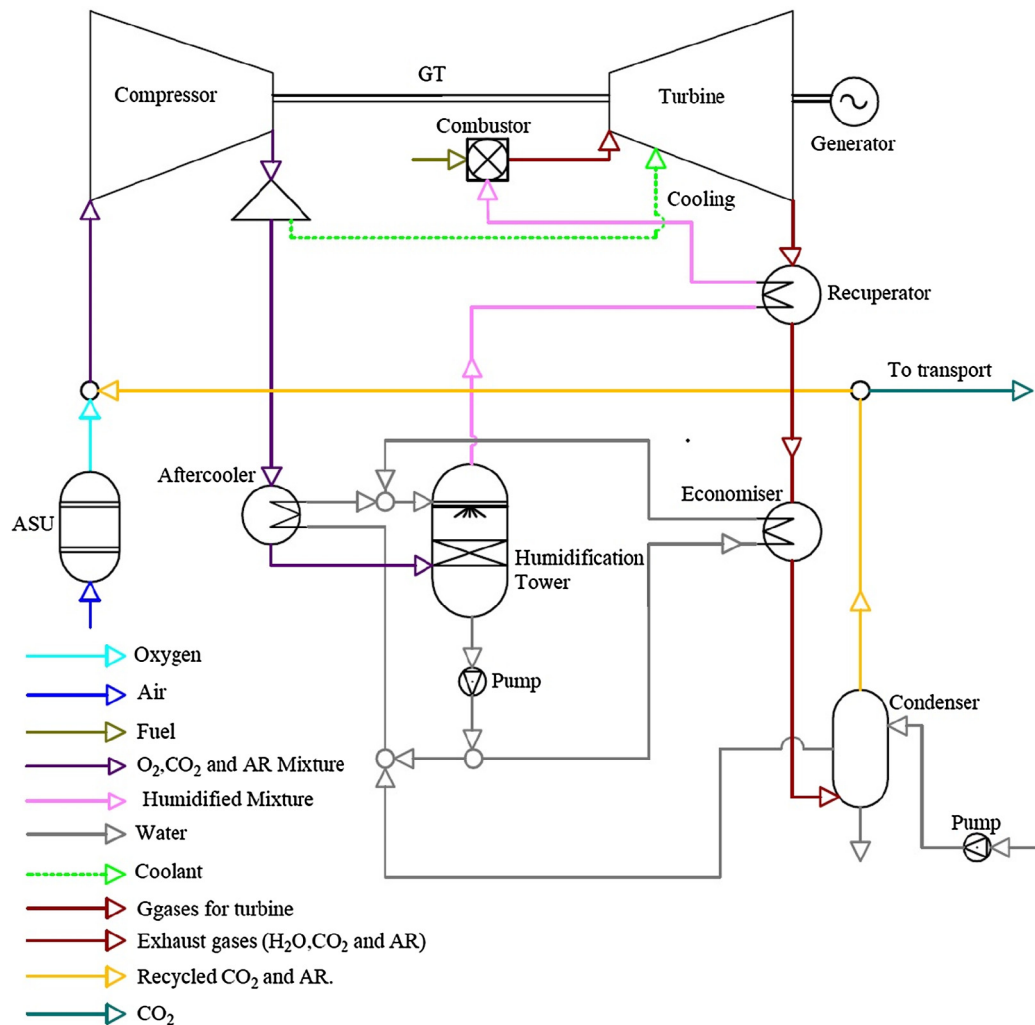 GT
Compressor
Turbine
Combustor
Generator
Cooling
Recuperator
To transport
Aftercooler
Economiser
ASU
Humidification
Tower
Oxygen
Pump
Air
Condenser
Fuel
O₂,CO₂ and AR Mixture
Humidified Mixture
Pump
Water
Coolant
Ggases for turbine
Exhaust gases (H₂O,CO₂ and AR)
Recycled CO₂ and AR.
CO₂